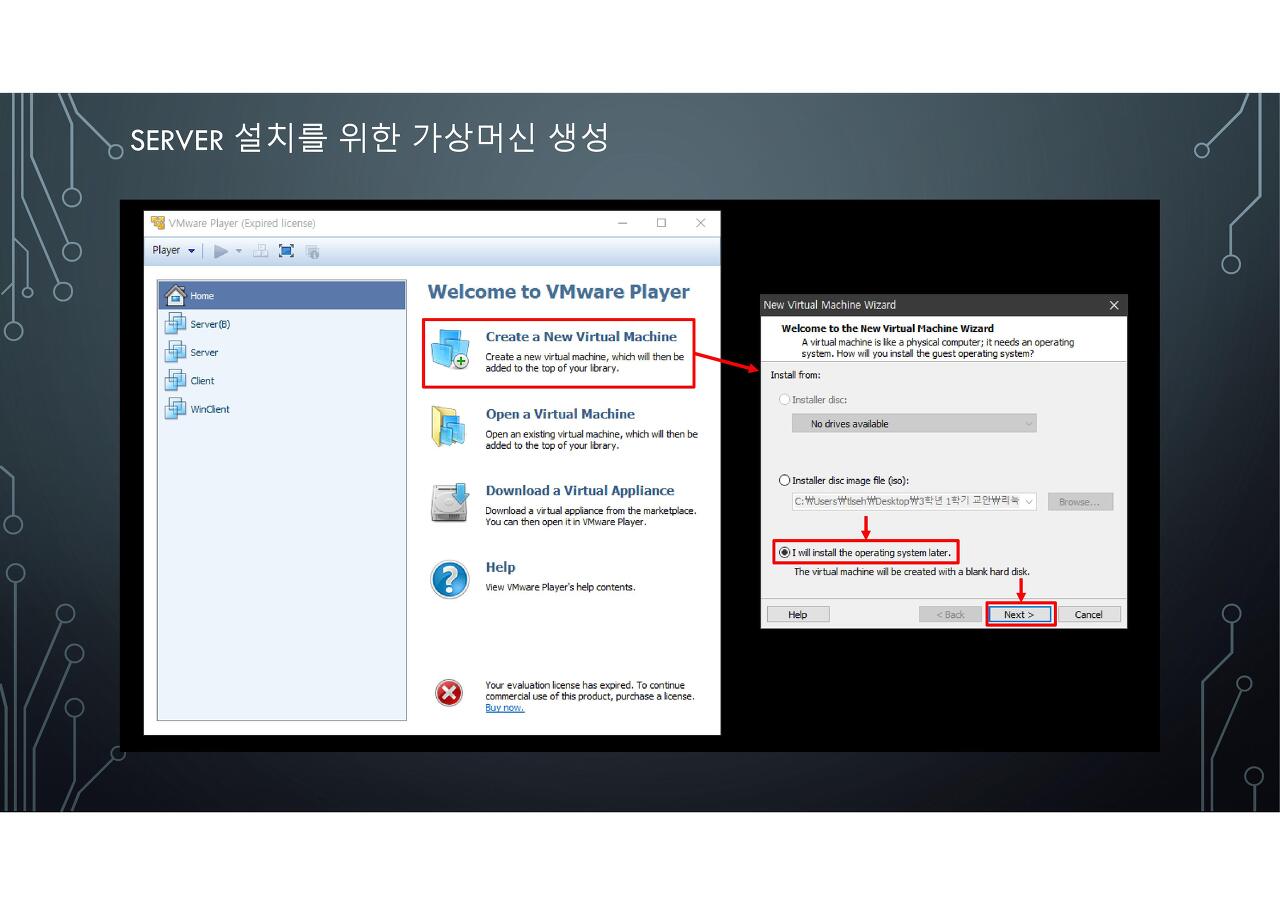 SERVER 설치를 위한 가상머신 생성
VMware Player (Expired license)
Player
Home
Server(B)
Server
Client
WinClient
Welcome to VMware Player
Create a New Virtual Machine
Create a new virtual machine, which will then be
added to the top of your library.
Open a Virtual Machine
Open an existing virtual machine, which will then be
added to the top of your library.
Download a Virtual Appliance
Download a virtual appliance from the marketplace.
You can then open it in VMware Player.
Help
View VMware Player's help contents.
Your evaluation license has expired. To continue
commercial use of this product, purchase a license.
Buy now.
New Virtual Machine Wizard
Welcome to the New Virtual Machine Wizard
A virtual machine is like a physical computer; it needs an operating
system. How will you install the guest operating system?
Install from:
Installer disc:
No drives available
Installer disc image file (iso):
C:₩Users₩tlseh₩Desktop₩3학년 1학기 교안₩리눅
Browse...
I will install the operating system later.
The virtual machine will be created with a blank hard disk.
Help
< Back
Next >
Cancel